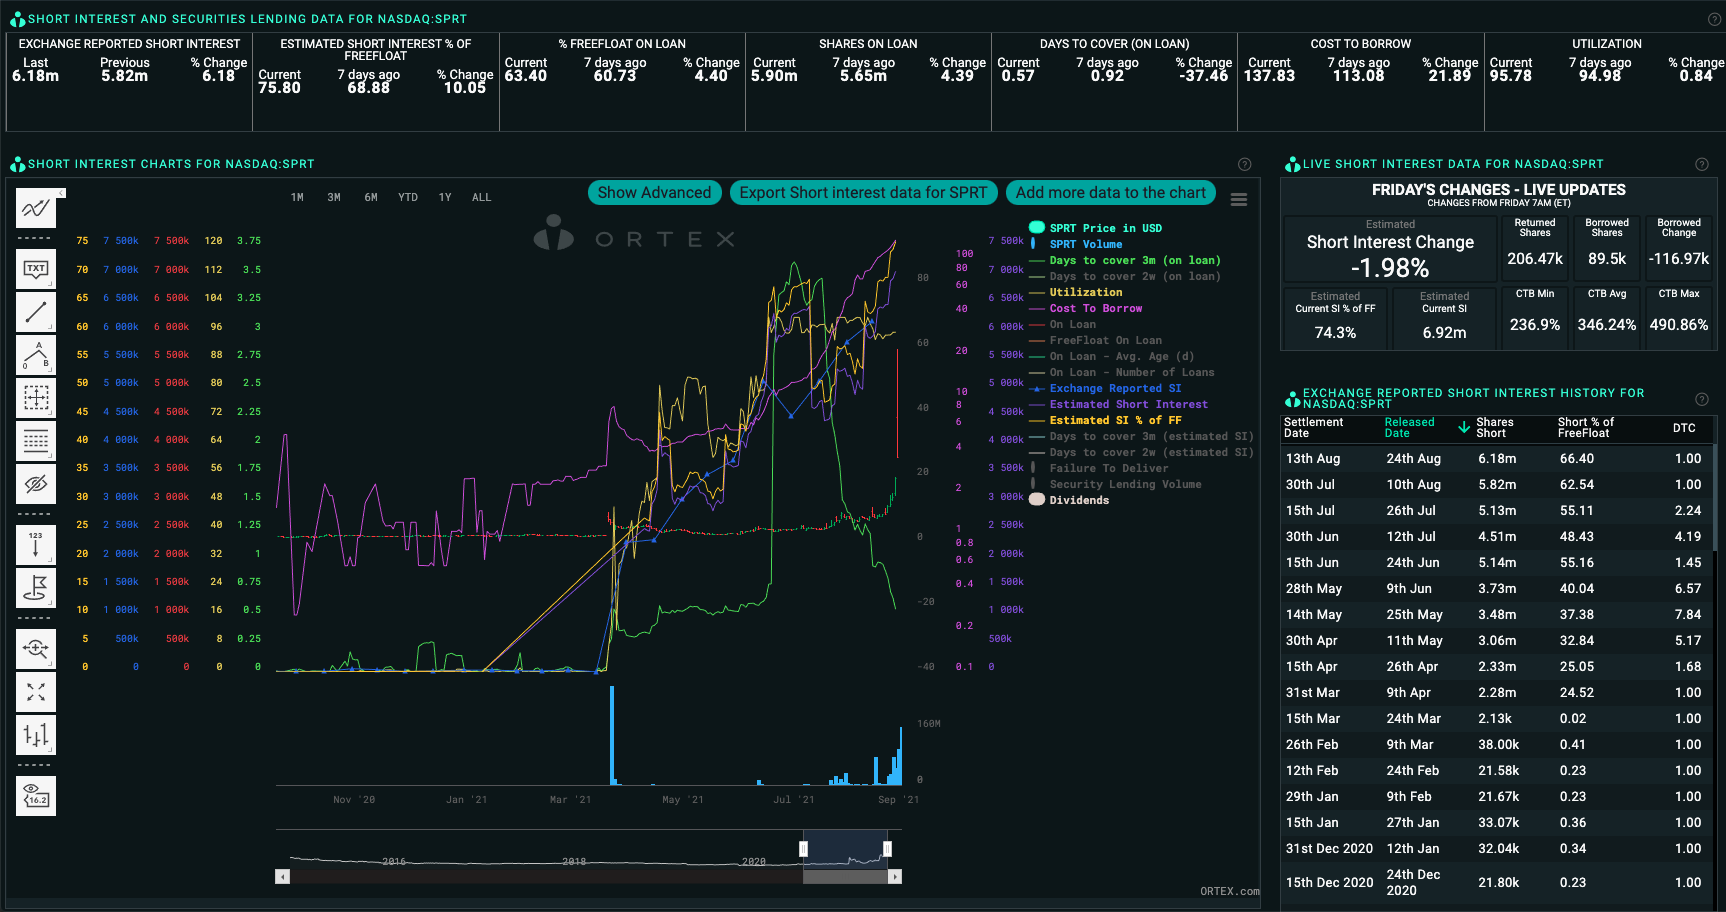 SHORT INTEREST AND SECURITIES LENDING DATA FOR NASDAQ:SPRT
EXCHANGE REPORTED SHORT INTEREST
Last Previous % Change
6.18m 5.82m 6.18
ESTIMATED SHORT INTEREST % OF
FREEFLOAT
Current 7 days ago % Change
75.80 68.88 10.05
% FREEFLOAT ON LOAN
Current 7 days ago % Change
63.40 60.73 4.40
SHARES ON LOAN
Current 7 days ago % Change
5.90m 5.65m 4.39
DAYS TO COVER (ON LOAN)
Current 7 days ago % Change
0.57 0.92 -37.46
COST TO BORROW
Current 7 days ago % Change
137.83 113.08 21.89
UTILIZATION
Current 7 days ago % Change
95.78 94.98 0.84
SHORT INTEREST CHARTS FOR NASDAQ:SPRT
1M 3M 6M YTD 1Y ALL
Show Advanced
Export Short interest data for SPRT
Add more data to the chart
ORTEX
TXT
A
0 B
123
16.2
75 7 500k 7 500k 120 3.75
70 7 000k 7 000k 112 3.5
65 6 500k 6 500k 104 3.25
60 6 000k 6 000k 96 3
55 5 500k 5 500k 88 2.75
50 5 000k 5 000k 80 2.5
45 4 500k 4 500k 72 2.25
40 4 000k 4 000k 64 2
35 3 500k 3 500k 56 1.75
30 3 000k 3 000k 48 1.5
25 2 500k 2 500k 40 1.25
20 2 000k 2 000k 32 1
15 1 500k 1 500k 24 0.75
10 1 000k 1 000k 16 0.5
5 500k 500k 8 0.25
0 0 0 0 0
80
60
40
20
0
-20
-40
160M
0
100
80
60
40
20
10
8
6
4
2
1
0.8
0.6
0.4
0.2
0.1
7 500k
7 000k
6 500k
6 000k
5 500k
5 000k
4 500k
4 000k
3 500k
3 000k
2 500k
2 000k
1 500k
1 000k
500k
0
SPRT Price in USD
SPRT Volume
Days to cover 3m (on loan)
Days to cover 2w (on loan)
Utilization
Cost To Borrow
On Loan
FreeFloat On Loan
On Loan - Avg. Age (d)
On Loan - Number of Loans
Exchange Reported SI
Estimated Short Interest
Estimated SI % of FF
Days to cover 3m (estimated SI)
Days to cover 2w (estimated SI)
Failure To Deliver
Security Lending Volume
Dividends
Nov '20 Jan '21 Mar '21 May '21 Jul '21 Sep '21
2016 2018 2020
ORTEX.com
LIVE SHORT INTEREST DATA FOR NASDAQ:SPRT
FRIDAY'S CHANGES - LIVE UPDATES
CHANGES FROM FRIDAY 7AM (ET)
Estimated
Short Interest Change
-1.98%
Returned
Shares
206.47k
Borrowed
Shares
89.5k
Borrowed
Change
-116.97k
Estimated
Current SI % of FF
74.3%
Estimated
Current SI
6.92m
CTB Min
236.9%
CTB Avg
346.24%
CTB Max
490.86%
EXCHANGE REPORTED SHORT INTEREST HISTORY FOR
NASDAQ:SPRT
Settlement Released Shares Short % of DTC
Date Date Short FreeFloat
13th Aug 24th Aug 6.18m 66.40 1.00
30th Jul 10th Aug 5.82m 62.54 1.00
15th Jul 26th Jul 5.13m 55.11 2.24
30th Jun 12th Jul 4.51m 48.43 4.19
15th Jun 24th Jun 5.14m 55.16 1.45
28th May 9th Jun 3.73m 40.04 6.57
14th May 25th May 3.48m 37.38 7.84
30th Apr 11th May 3.06m 32.84 5.17
15th Apr 26th Apr 2.33m 25.05 1.68
31st Mar 9th Apr 2.28m 24.52 1.00
15th Mar 24th Mar 2.13k 0.02 1.00
26th Feb 9th Mar 38.00k 0.41 1.00
12th Feb 24th Feb 21.58k 0.23 1.00
29th Jan 9th Feb 21.67k 0.23 1.00
15th Jan 27th Jan 33.07k 0.36 1.00
31st Dec 2020 12th Jan 32.04k 0.34 1.00
15th Dec 2020 24th Dec 2020 21.80k 0.23 1.00